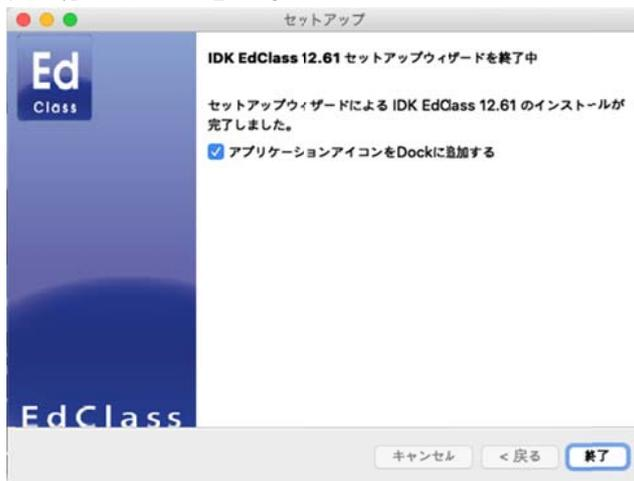 セットアップ
Ed
Class
IDK EdClass 12.61 セットアップウィザードを終了中
セットアップウィザードによる IDK EdClass 12.61 のインストールが
完了しました。
アプリケーションアイコンをDockに追加する
EdClass
キャンセル
< 戻る
終了